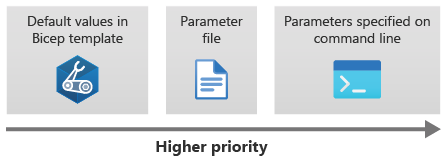 Default values in
Bicep template
Parameter
file
Parameters specified on
command line
Higher priority